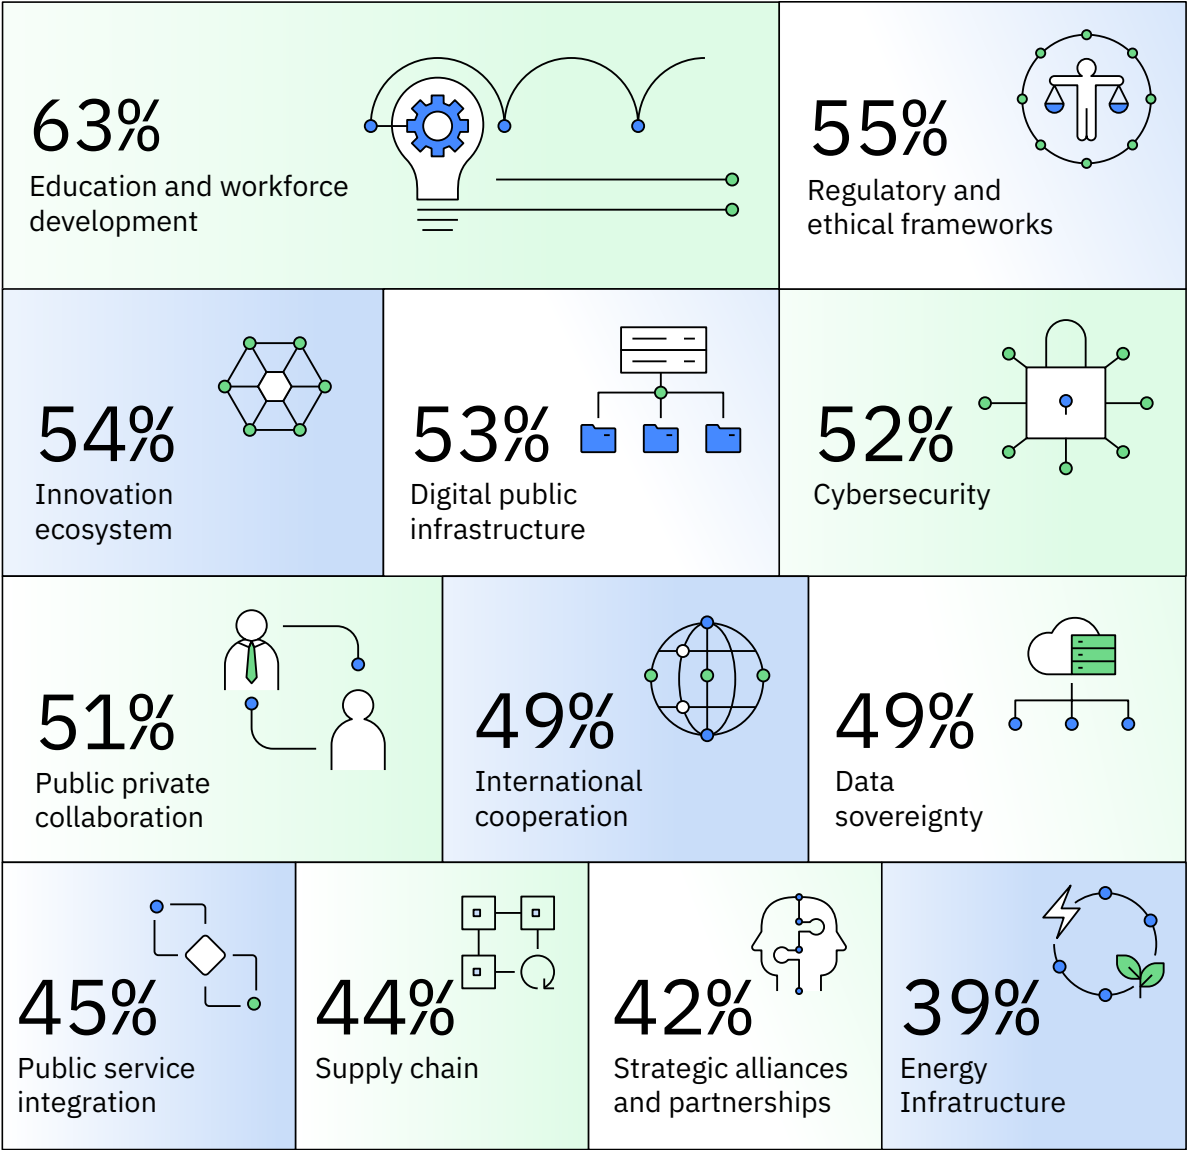 63%
Education and workforce
development
55%
Regulatory and
ethical frameworks
54%
Innovation
ecosystem
53%
Digital public
infrastructure
52%
Cybersecurity
51%
Public private
collaboration
49%
International
cooperation
49%
Data
sovereignty
45%
Public service
integration
44%
Supply chain
42%
Strategic alliances
and partnerships
39%
Energy
Infratructure